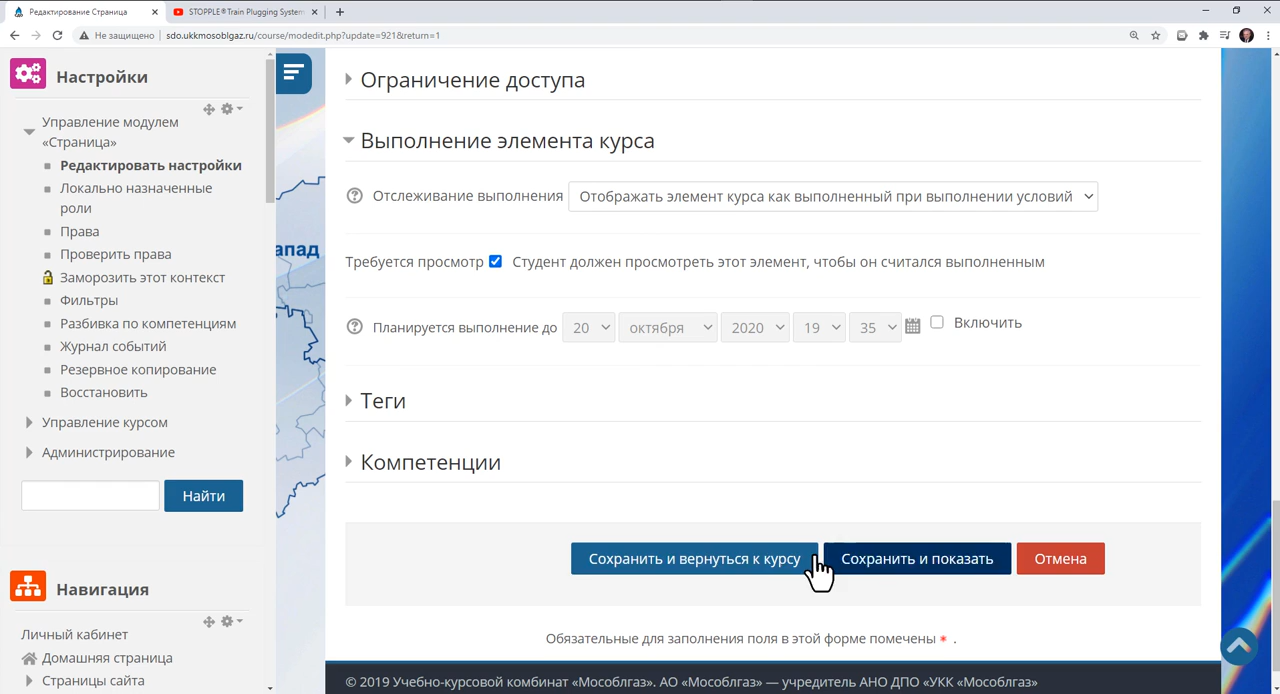 Редактирование Страница
STOPPLE® Train Plugging System
Не защищено
sdo.ukkmosoblgaz.ru/course/modedit.php?update=921&return=1
Настройки
Управление модулем
«Страница»
Редактировать настройки
Локально назначенные
роли
Права
Проверить права
Заморозить этот контекст
Фильтры
Разбивка по компетенциям
Журнал событий
Резервное копирование
Восстановить
Управление курсом
Администрирование
Найти
Навигация
Личный кабинет
Домашняя страница
Страницы сайта
апад
Ограничение доступа
Выполнение элемента курса
Отслеживание выполнения Отображать элемент курса как выполненный при выполнении условий
Требуется просмотр Студент должен просмотреть этот элемент, чтобы он считался выполненным
Планируется выполнение до 20 октября 2020 19 35 Включить
Теги
Компетенции
Сохранить и вернуться к курсу Сохранить и показать Отмена
Обязательные для заполнения поля в этой форме помечены * .
© 2019 Учебно-курсовой комбинат «Мособлгаз». АО «Мособлгаз» — учредитель АНО ДПО «УКК «Мособлгаз»